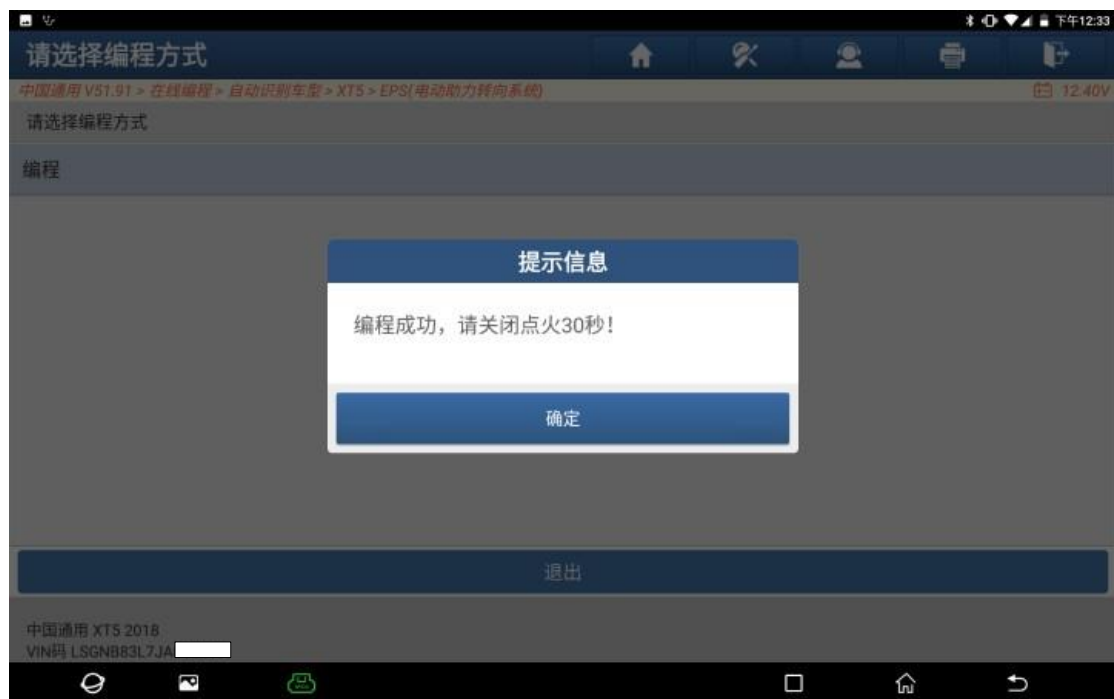 下午12:33
请选择编程方式
中国通用 V51.91 > 在线编程 > 自动识别车型 > XT5 > EPS(电动助力转向系统)
12.40V
请选择编程方式
编程
提示信息
编程成功，请关闭点火30秒！
确定
退出
中国通用 XT5 2018
VIN码 LSGNB83L7JA